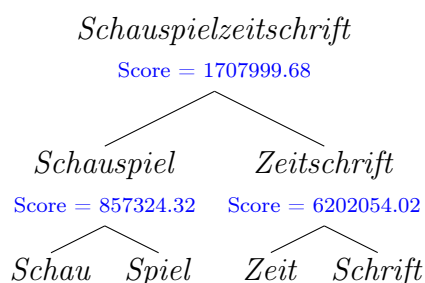 Schauspielzeitschrift
Score = 1707999.68
Schauspiel Zeitschrift
Score = 857324.32 Score = 6202054.02
Schau Spiel Zeit Schrift